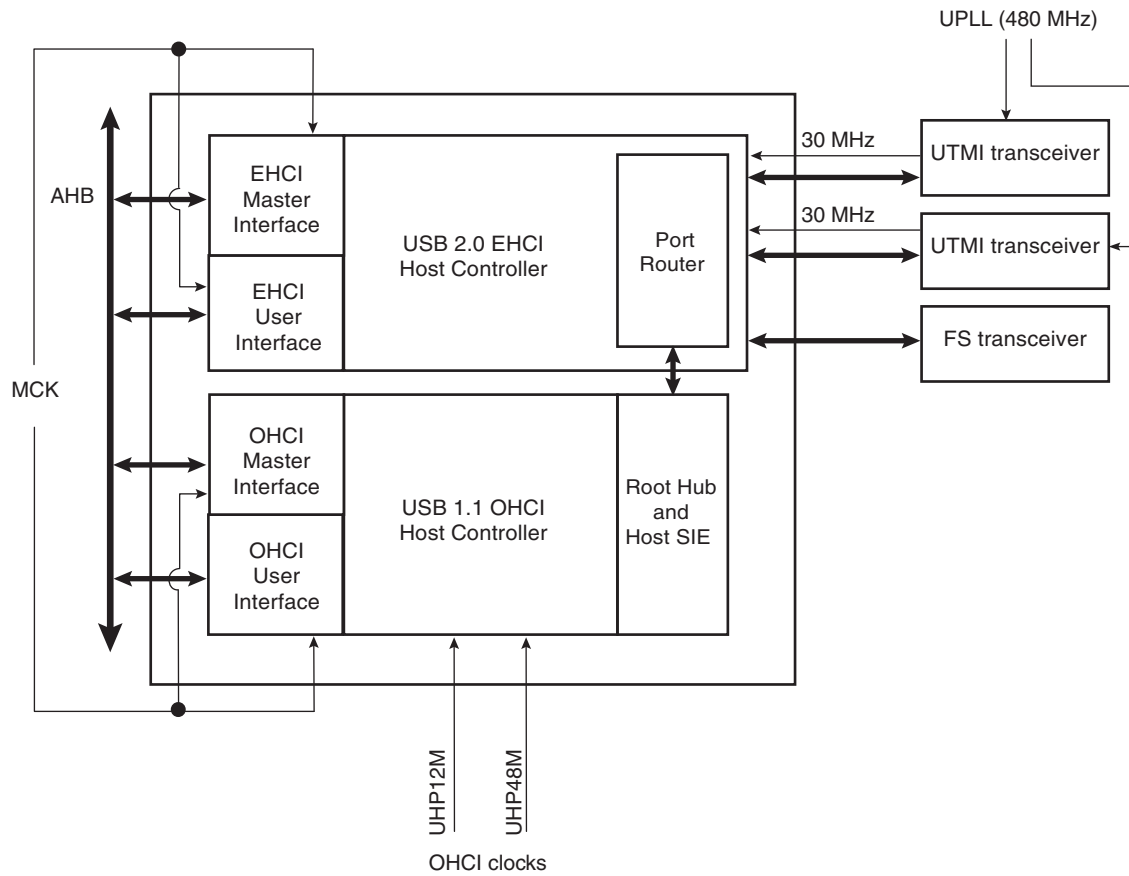 UPLL (480 MHz)
30 MHz
UTMI transceiver
EHCI
Master
Interface
AHB
30 MHz
UTMI transceiver
USB 2.0 EHCI
Host Controller
Port
Router
EHCI
User
Interface
FS transceiver
MCK
OHCI
Master
Interface
USB 1.1 OHCI
Host Controller
Root Hub
and
Host SIE
OHCI
User
Interface
UHP12M
UHP48M
OHCI clocks